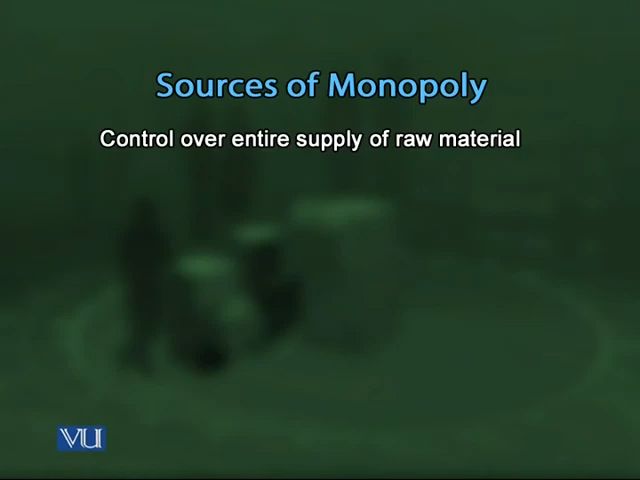 Sources of Monopoly
Control over entire supply of raw material
VU